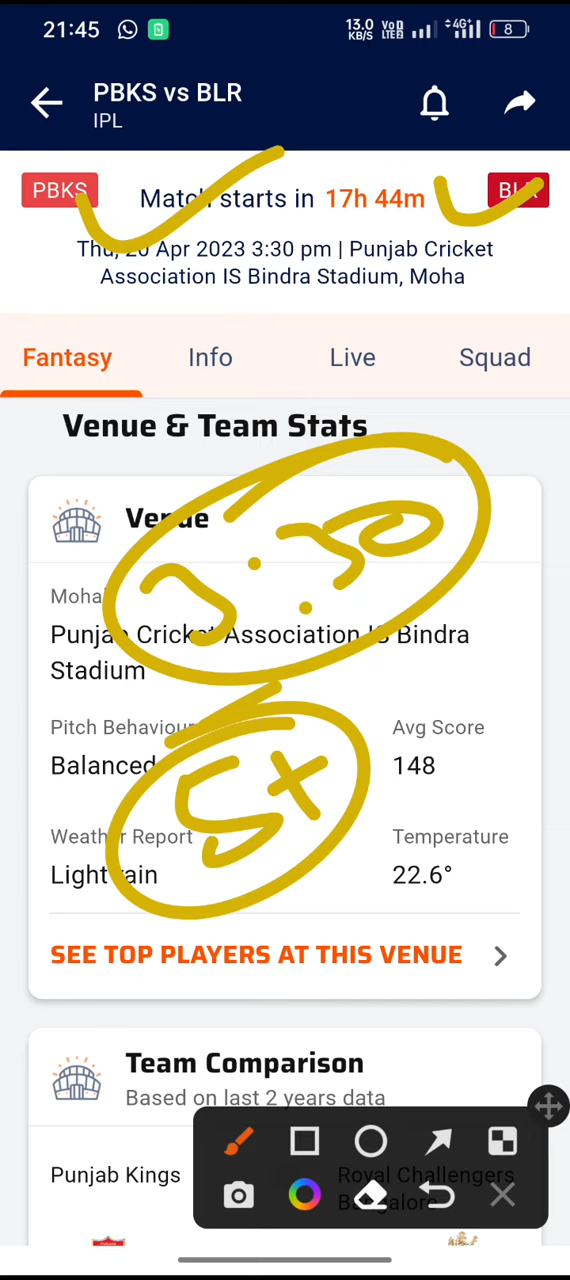 21:45
13.0 KB/S
4G+
8
PBKS vs BLR
IPL
PBKS
Match starts in 17h 44m
Thu, 20 Apr 2023 3:30 pm | Punjab Cricket
Association IS Bindra Stadium, Moha
Fantasy
Info
Live
Squad
Venue & Team Stats
Venue
Punjab Cricket Association IS Bindra
Stadium
Pitch Behaviour
Avg Score
Balanced
148
Weather Report
Temperature
Light rain
22.6°
5x
SEE TOP PLAYERS AT THIS VENUE
Team Comparison
Based on last 2 years data
Punjab Kings
Royal Challengers
Bangalore